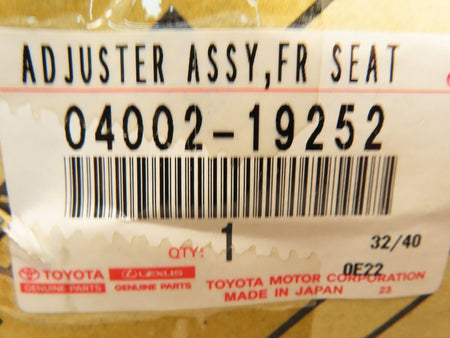 ADJUSTER ASSY,FR SEAT
04002-19252
QTY: 1
32/40
0E22
TOYOTA LEXUS TOYOTA MOTOR CORPORATION
GENUINE PARTS GENUINE PARTS MADE IN JAPAN 23